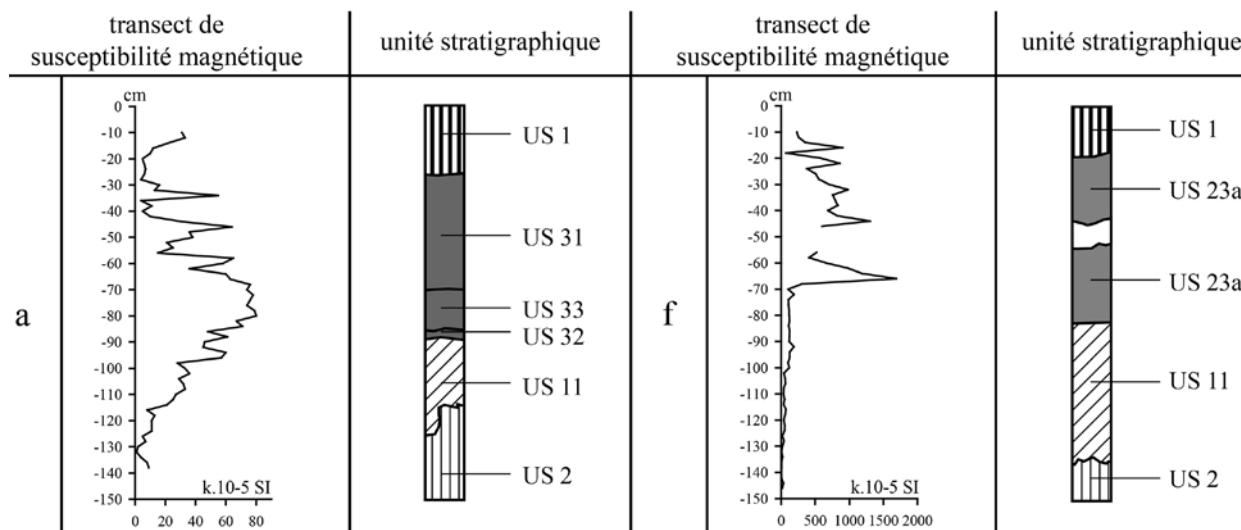 transect de
susceptibilité magnétique
unité stratigraphique
transect de
susceptibilité magnétique
unité stratigraphique
a
cm
0
-10
-20
-30
-40
-50
-60
-70
-80
-90
-100
-110
-120
-130
-140
-150
k.10-5 SI
0 20 40 60 80
US 1
US 31
US 33
US 32
US 11
US 2
f
cm
0
-10
-20
-30
-40
-50
-60
-70
-80
-90
-100
-110
-120
-130
-140
-150
k.10-5 SI
0 500 1000 1500 2000
US 1
US 23a
US 23a
US 11
US 2